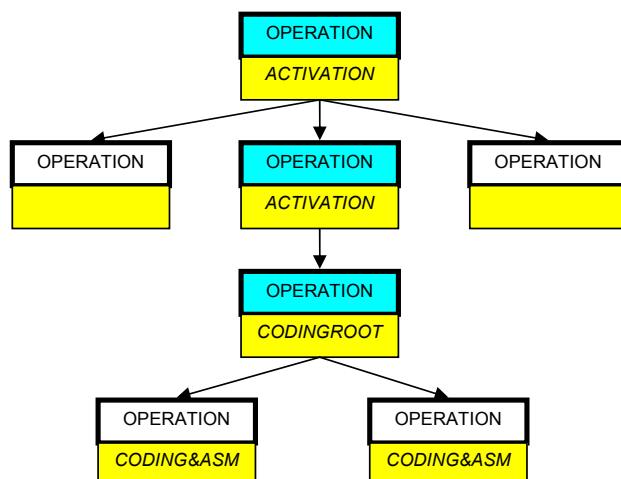 OPERATION
ACTIVATION
OPERATION
OPERATION
OPERATION
ACTIVATION
OPERATION
CODINGROOT
OPERATION
OPERATION
CODING&ASM
CODING&ASM